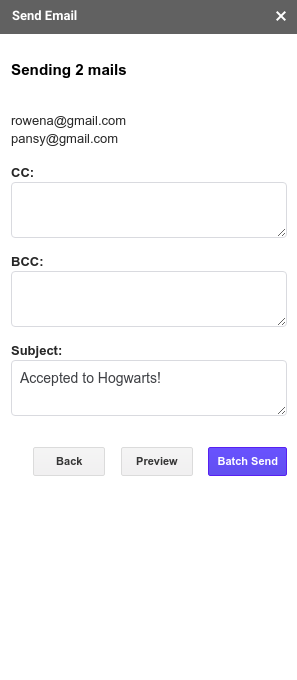 Send Email ×
Sending 2 mails
rowena@gmail.com
pansy@gmail.com
CC:
BCC:
Subject:
Accepted to Hogwarts!
Back Preview Batch Send